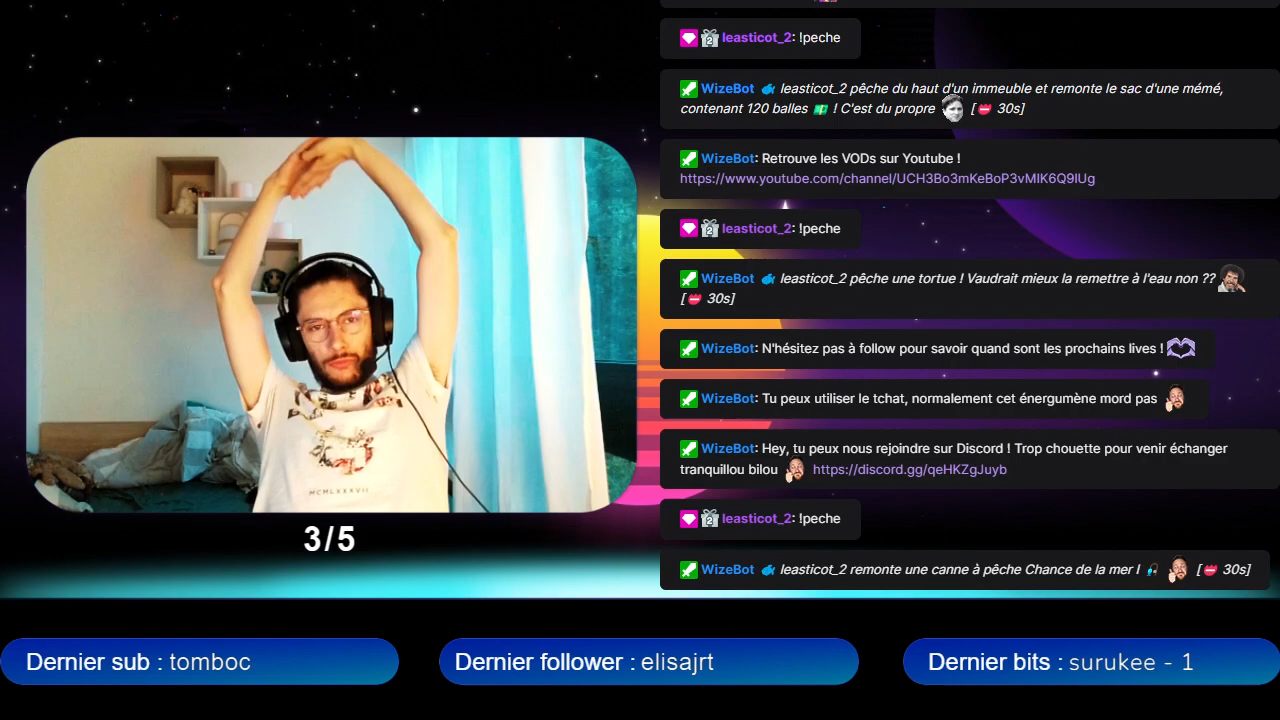 leasticot_2: !peche
WizeBot leasticot_2 pêche du haut d'un immeuble et remonte le sac d'une mémé,
contenant 120 balles ! C'est du propre [ 30s]
WizeBot: Retrouve les VODs sur Youtube !
https://www.youtube.com/channel/UCH3Bo3mKeBoP3vMIK6Q9IUg
leasticot_2: !peche
WizeBot leasticot_2 pêche une tortue ! Vaudrait mieux la remettre à l'eau non ??
[ 30s]
WizeBot: N'hésitez pas à follow pour savoir quand sont les prochains lives !
WizeBot: Tu peux utiliser le tchat, normalement cet énergumène mord pas
WizeBot: Hey, tu peux nous rejoindre sur Discord ! Trop chouette pour venir échanger
tranquillou bilou https://discord.gg/qeHKZgJuyb
leasticot_2: !peche
WizeBot leasticot_2 remonte une canne à pêche Chance de la mer I [ 30s]
MCMLXXXVII
3/5
Dernier sub : tomboc
Dernier follower : elisajrt
Dernier bits : surukee - 1